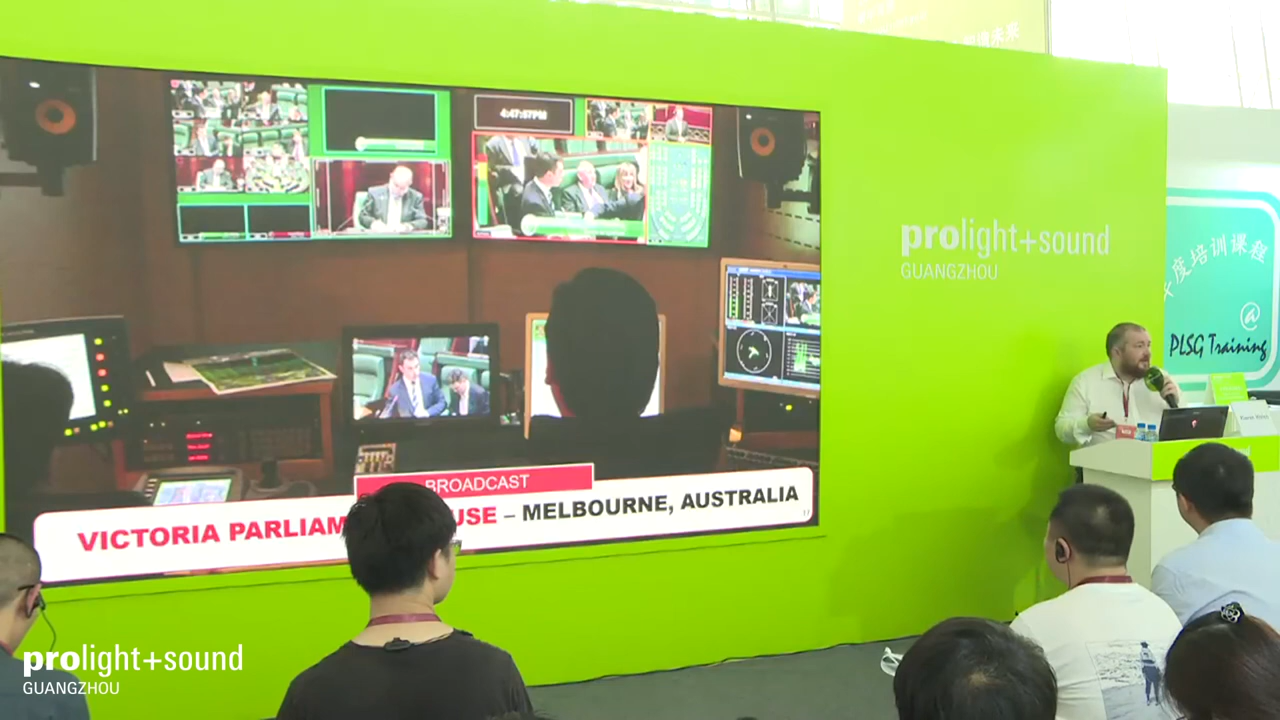 4:47:57PM
BROADCAST
VICTORIA PARLIAM USE – MELBOURNE, AUSTRALIA
prolight+sound
GUANGZHOU
度培训课程
@
PLSG Training
prolight+sound
GUANGZHOU